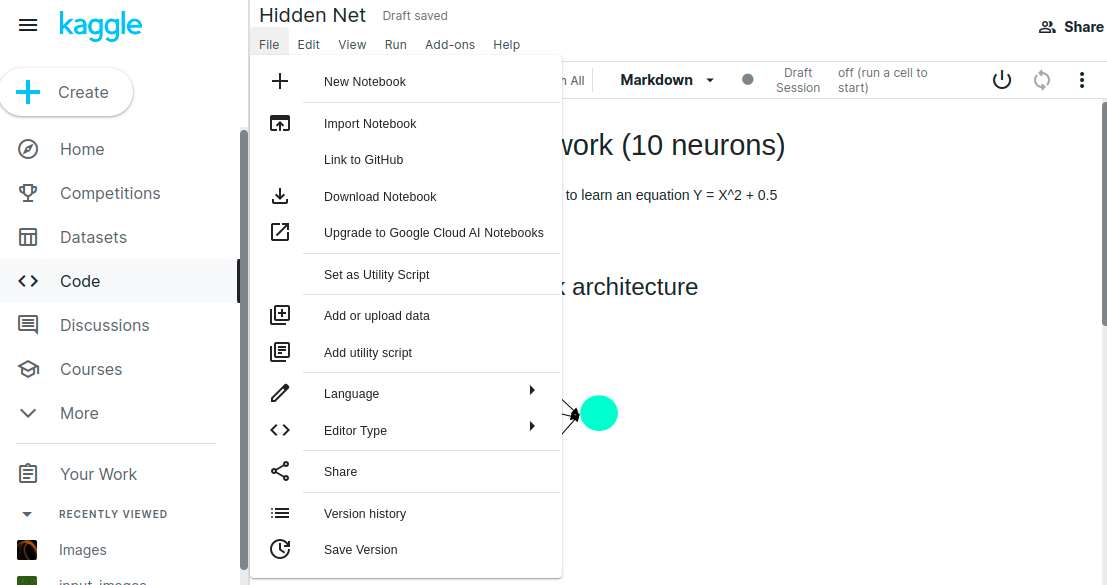 kaggle
Create
Home
Competitions
Datasets
Code
Discussions
Courses
More
Your Work
RECENTLY VIEWED
Images
input_images
Hidden Net Draft saved
Share
File Edit View Run Add-ons Help
New Notebook
Import Notebook
Link to GitHub
Download Notebook
Upgrade to Google Cloud AI Notebooks
Set as Utility Script
Add or upload data
Add utility script
Language
Editor Type
Share
Version history
Save Version
All Markdown Draft Session off (run a cell to start)
(10 neurons)
to learn an equation Y = X^2 + 0.5
architecture